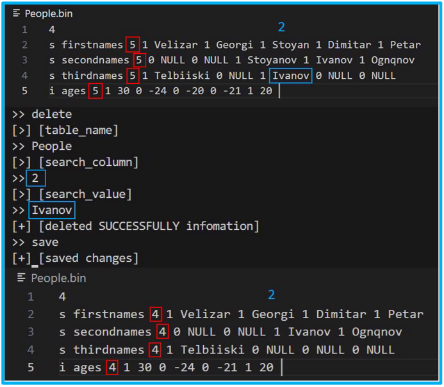 People.bin
2
1 4
2 s firstnames 5 1 Velizar 1 Georgi 1 Stoyan 1 Dimitar 1 Petar
3 s secondnames 5 0 NULL 0 NULL 1 Stoyanov 1 Ivanov 1 Ognqnov
4 s thirdnames 5 1 Telbiiski 0 NULL 1 Ivanov 0 NULL 0 NULL
5 i ages 5 1 30 0 -24 0 -20 0 -21 1 20
>> delete
[>] [table_name]
>> People
[>] [search_column]
>> 2
[>] [search_value]
>> Ivanov
[+] [deleted SUCCESSFULLY infomation]
>> save
[+] [saved changes]
People.bin
2
1 4
2 s firstnames 4 1 Velizar 1 Georgi 1 Dimitar 1 Petar
3 s secondnames 4 0 NULL 0 NULL 1 Ivanov 1 Ognqnov
4 s thirdnames 4 1 Telbiiski 0 NULL 0 NULL 0 NULL
5 i ages 4 1 30 0 -24 0 -21 1 20